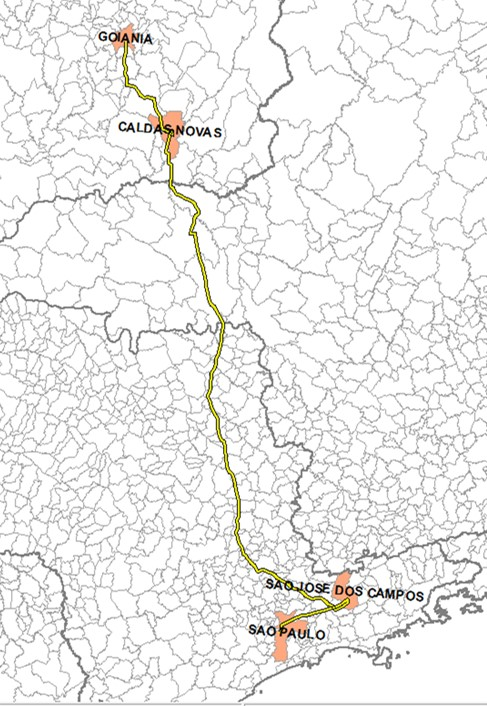 GOIANIA
CALDAS NOVAS
SAO JOSE DOS CAMPOS
SAO PAULO